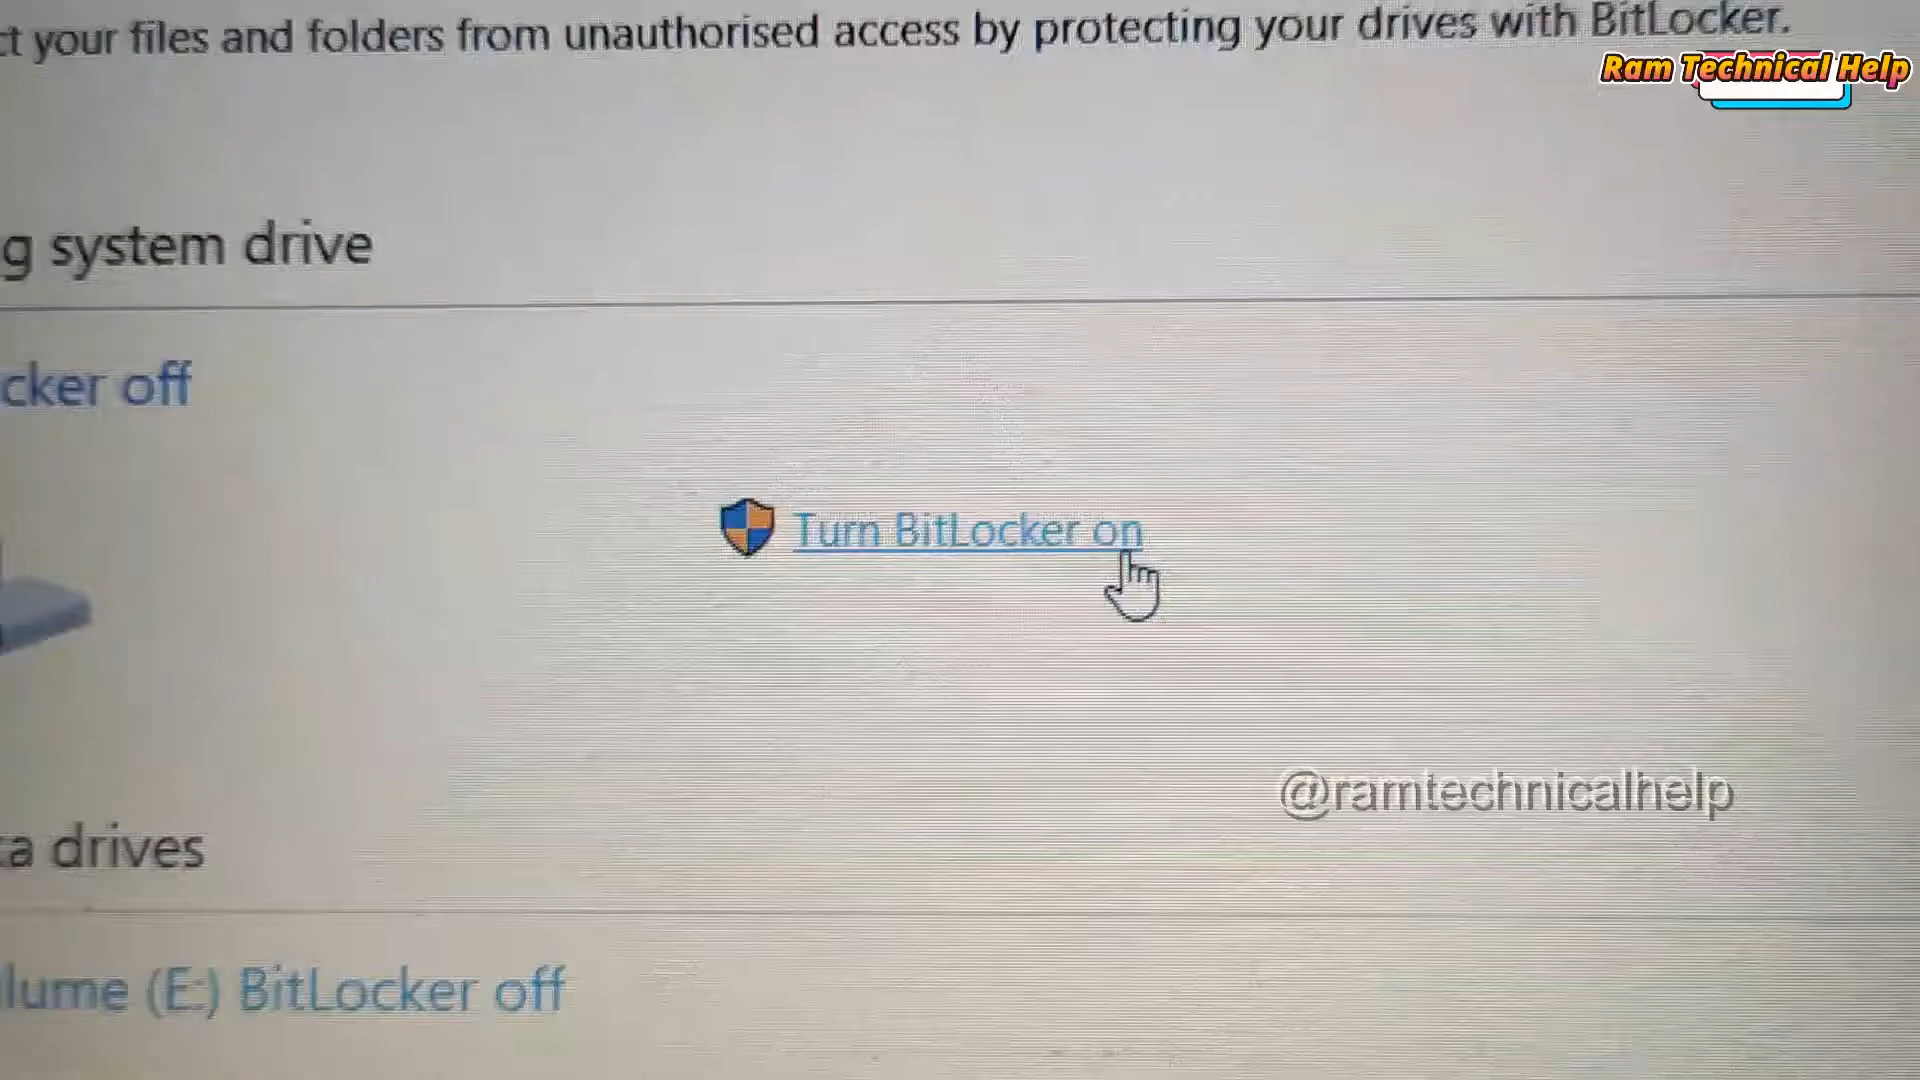 ct your files and folders from unauthorised access by protecting your drives with BitLocker.
Ram Technical Help
g system drive
cker off
Turn BitLocker on
@ramtechnicalhelp
a drives
lume (E:) BitLocker off